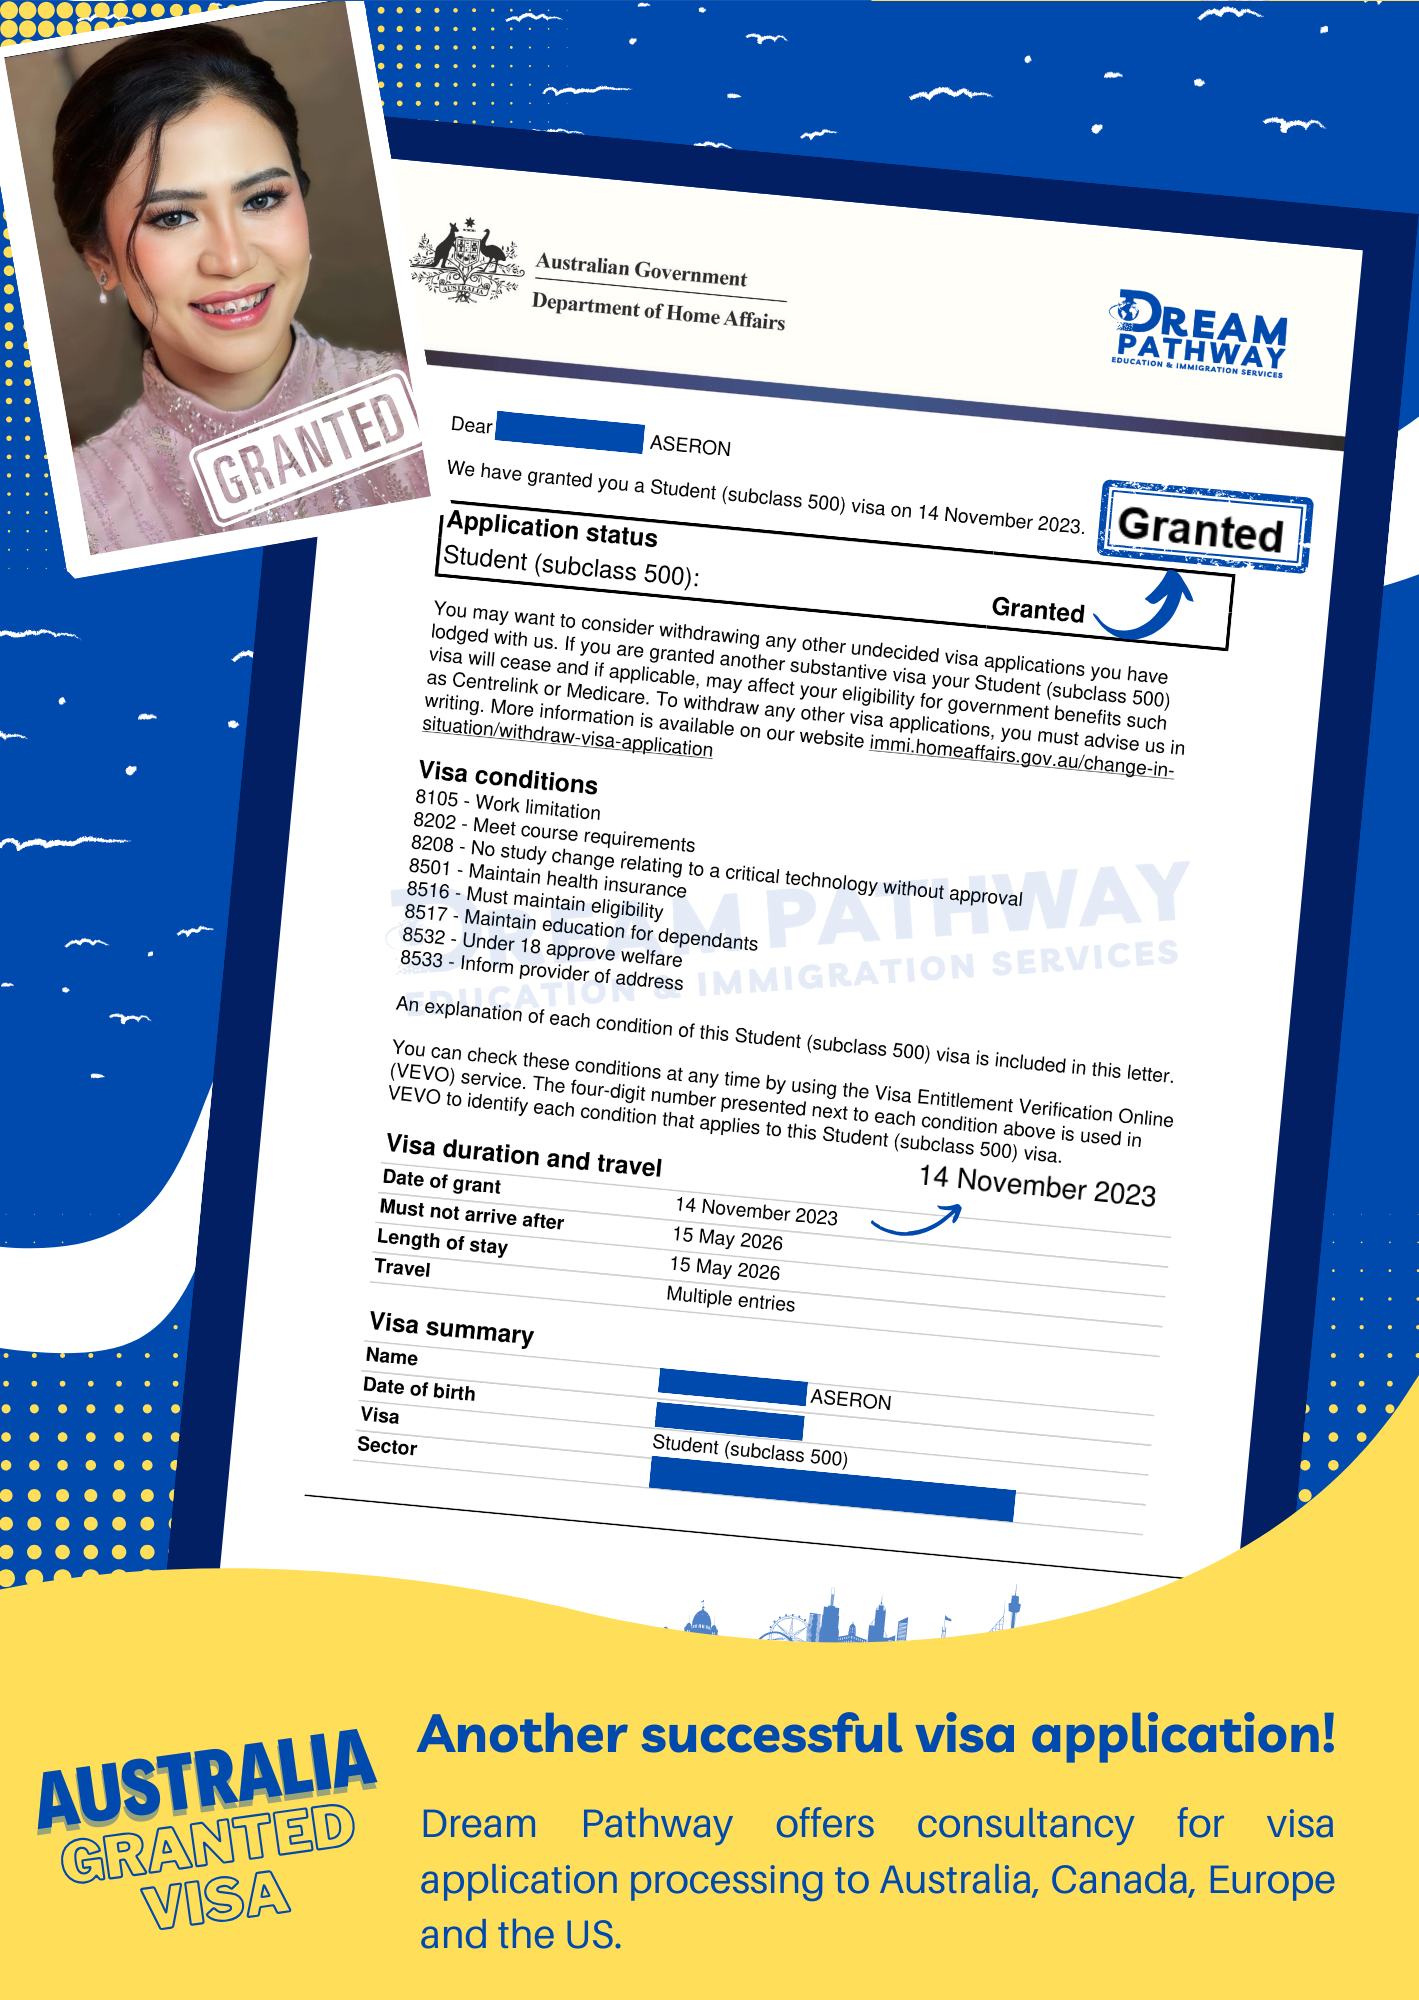 GRANTED
AUSTRALIA
Australian Government
Department of Home Affairs
DREAM
PATHWAY
EDUCATION & IMMIGRATION SERVICES
Dear ASERON
We have granted you a Student (subclass 500) visa on 14 November 2023.
Granted
Application status
Student (subclass 500):
Granted
You may want to consider withdrawing any other undecided visa applications you have
lodged with us. If you are granted another substantive visa your Student (subclass 500)
visa will cease and if applicable, may affect your eligibility for government benefits such
as Centrelink or Medicare. To withdraw any other visa applications, you must advise us in
writing. More information is available on our website immi.homeaffairs.gov.au/change-in-
situation/withdraw-visa-application
Visa conditions
8105 - Work limitation
8202 - Meet course requirements
8208 - No study change relating to a critical technology without approval
8501 - Maintain health insurance
8516 - Must maintain eligibility
8517 - Maintain education for dependants
8532 - Under 18 approve welfare
8533 - Inform provider of address
DREAM PATHWAY
EDUCATION & IMMIGRATION SERVICES
An explanation of each condition of this Student (subclass 500) visa is included in this letter.
You can check these conditions at any time by using the Visa Entitlement Verification Online
(VEVO) service. The four-digit number presented next to each condition above is used in
VEVO to identify each condition that applies to this Student (subclass 500) visa.
Visa duration and travel
14 November 2023
Date of grant 14 November 2023
Must not arrive after 15 May 2026
Length of stay 15 May 2026
Travel Multiple entries
Visa summary
Name ASERON
Date of birth
Visa Student (subclass 500)
Sector
AUSTRALIA
GRANTED
VISA
Another successful visa application!
Dream Pathway offers consultancy for visa
application processing to Australia, Canada, Europe
and the US.